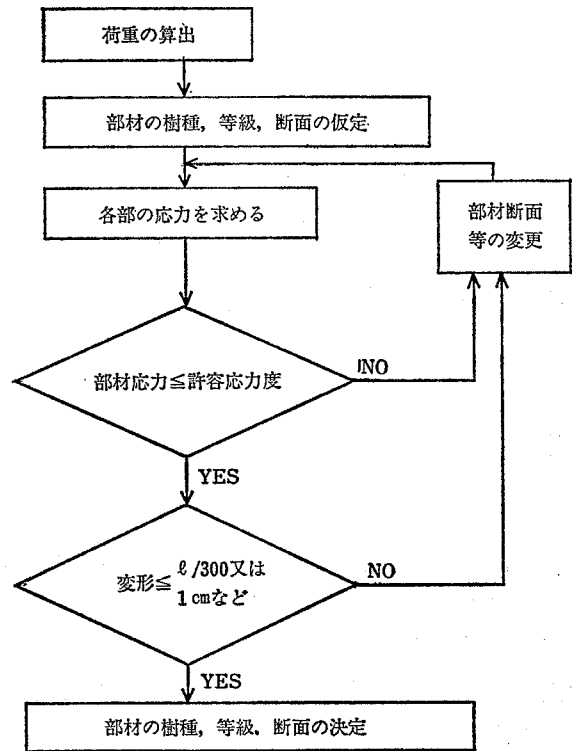 荷重の算出
部材の樹種,等級,断面の仮定
各部の応力を求める
部材断面
等の変更
部材応力≦許容応力度
NO
YES
変形≦ℓ/300又は
1cmなど
NO
YES
部材の樹種,等級,断面の決定